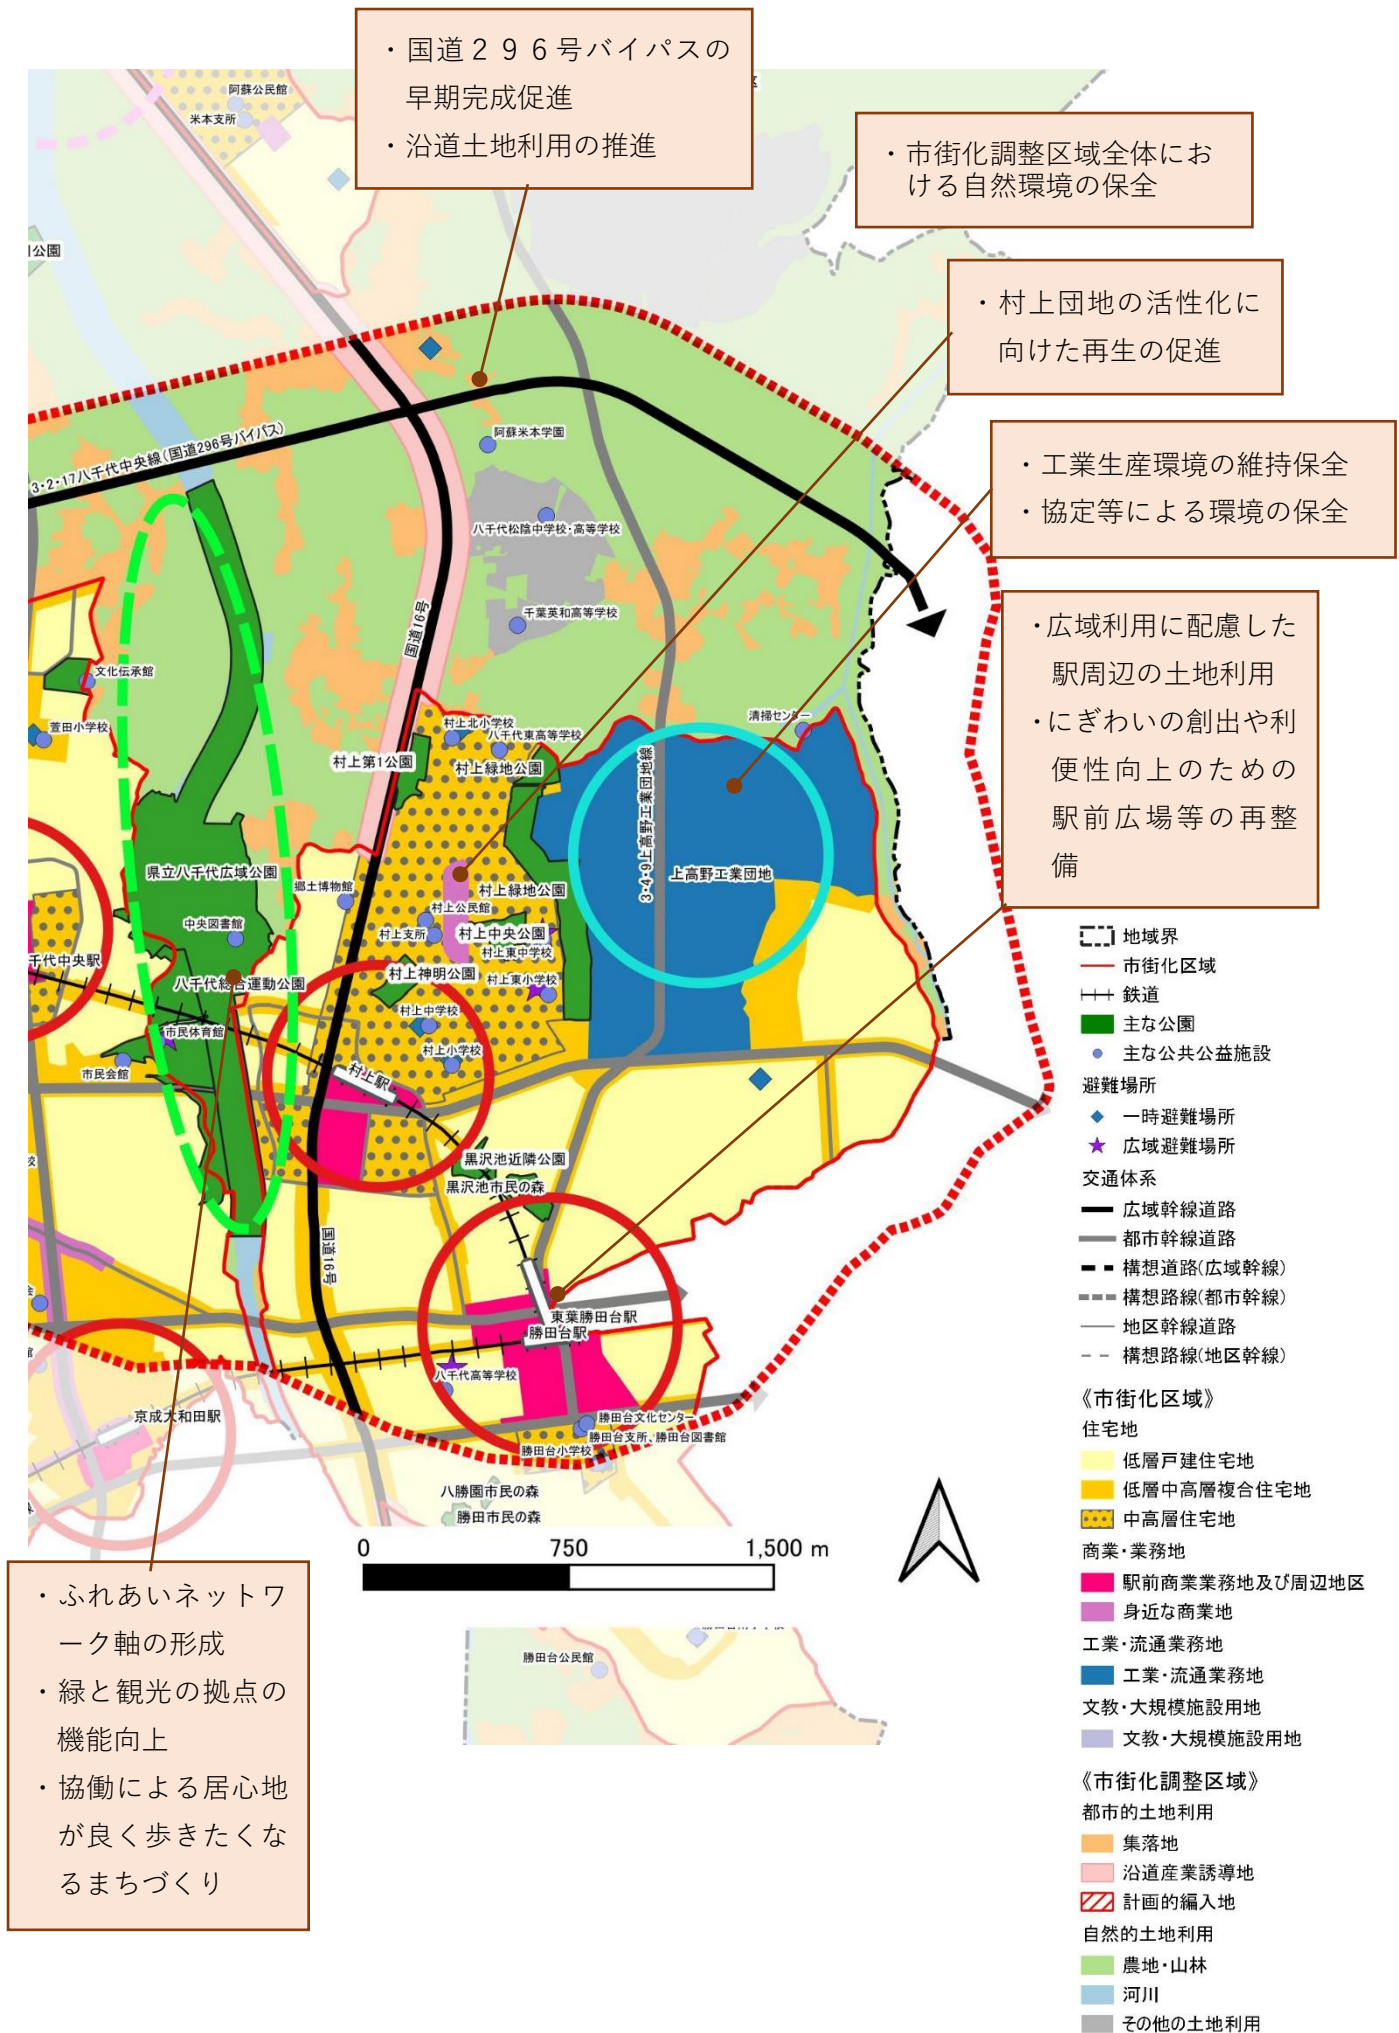 ・国道２９６号バイパスの
早期完成促進
・沿道土地利用の推進
・市街化調整区域全体にお
ける自然環境の保全
・村上団地の活性化に
向けた再生の促進
・工業生産環境の維持保全
・協定等による環境の保全
・広域利用に配慮した
駅周辺の土地利用
・にぎわいの創出や利
便性向上のための
駅前広場等の再整
備
阿蘇公民館
米本支所
公園
3・2・17八千代中央線(国道296号バイパス)
阿蘇米本学園
八千代松陰中学校・高等学校
千葉英和高等学校
国道16号
文化伝承館
萱田小学校
村上北小学校
八千代東高等学校
清掃センター
村上第1公園
村上緑地公園
3・4・9上高野工業団地線
上高野工業団地
県立八千代広域公園
郷土博物館
村上緑地公園
村上公民館
中央図書館
村上支所
村上中央公園
村上東中学校
千代中央駅
村上神明公園
村上東小学校
八千代総合運動公園
村上中学校
市民体育館
村上小学校
市民会館
村上駅
校
黒沢池近隣公園
黒沢池市民の森
国道16号
会
東葉勝田台駅
勝田台駅
館
八千代高等学校
京成大和田駅
勝田台文化センター
勝田台支所、勝田台図書館
勝田台小学校
八勝園市民の森
勝田市民の森
0 750 1,500 m
勝田台公民館
・ふれあいネットワ
ーク軸の形成
・緑と観光の拠点の
機能向上
・協働による居心地
が良く歩きたくな
るまちづくり
地域界
市街化区域
鉄道
主な公園
主な公共公益施設
避難場所
一時避難場所
広域避難場所
交通体系
広域幹線道路
都市幹線道路
構想道路(広域幹線)
構想路線(都市幹線)
地区幹線道路
構想路線(地区幹線)
《市街化区域》
住宅地
低層戸建住宅地
低層中高層複合住宅地
中高層住宅地
商業・業務地
駅前商業業務地及び周辺地区
身近な商業地
工業・流通業務地
工業・流通業務地
文教・大規模施設用地
文教・大規模施設用地
《市街化調整区域》
都市的土地利用
集落地
沿道産業誘導地
計画的編入地
自然的土地利用
農地・山林
河川
その他の土地利用